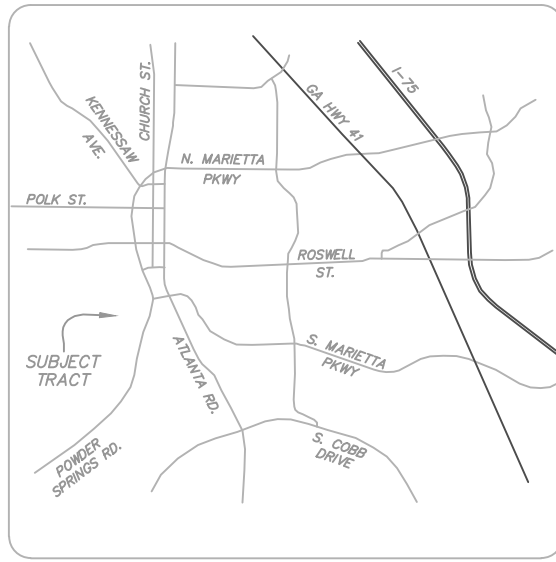 KENNESSAW
AVE.
CHURCH ST.
GA HWY 41
I-75
N. MARIETTA
PKWY
POLK ST.
ROSWELL
ST.
SUBJECT
TRACT
ATLANTA RD.
S. MARIETTA
PKWY
POWDER
SPRINGS RD.
S. COBB
DRIVE